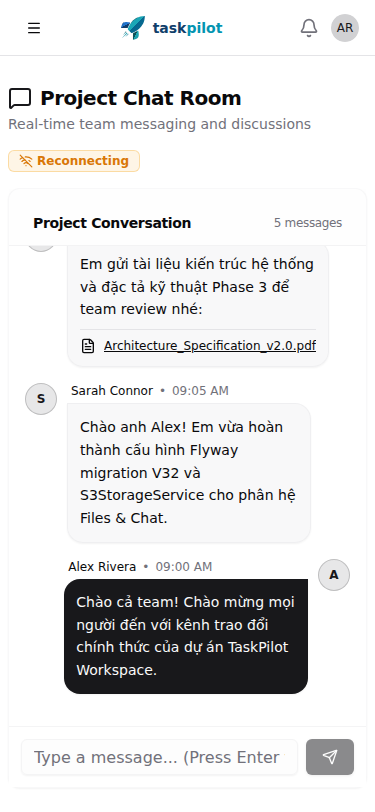 taskpilot
AR
Project Chat Room
Real-time team messaging and discussions
Reconnecting
Project Conversation
5 messages
Em gửi tài liệu kiến trúc hệ thống
và đặc tả kỹ thuật Phase 3 để
team review nhé:
Architecture_Specification_v2.0.pdf
Sarah Connor • 09:05 AM
S
Chào anh Alex! Em vừa hoàn
thành cấu hình Flyway
migration V32 và
S3StorageService cho phân hệ
Files & Chat.
Alex Rivera • 09:00 AM
A
Chào cả team! Chào mừng mọi
người đến với kênh trao đổi
chính thức của dự án TaskPilot
Workspace.
Type a message... (Press Enter